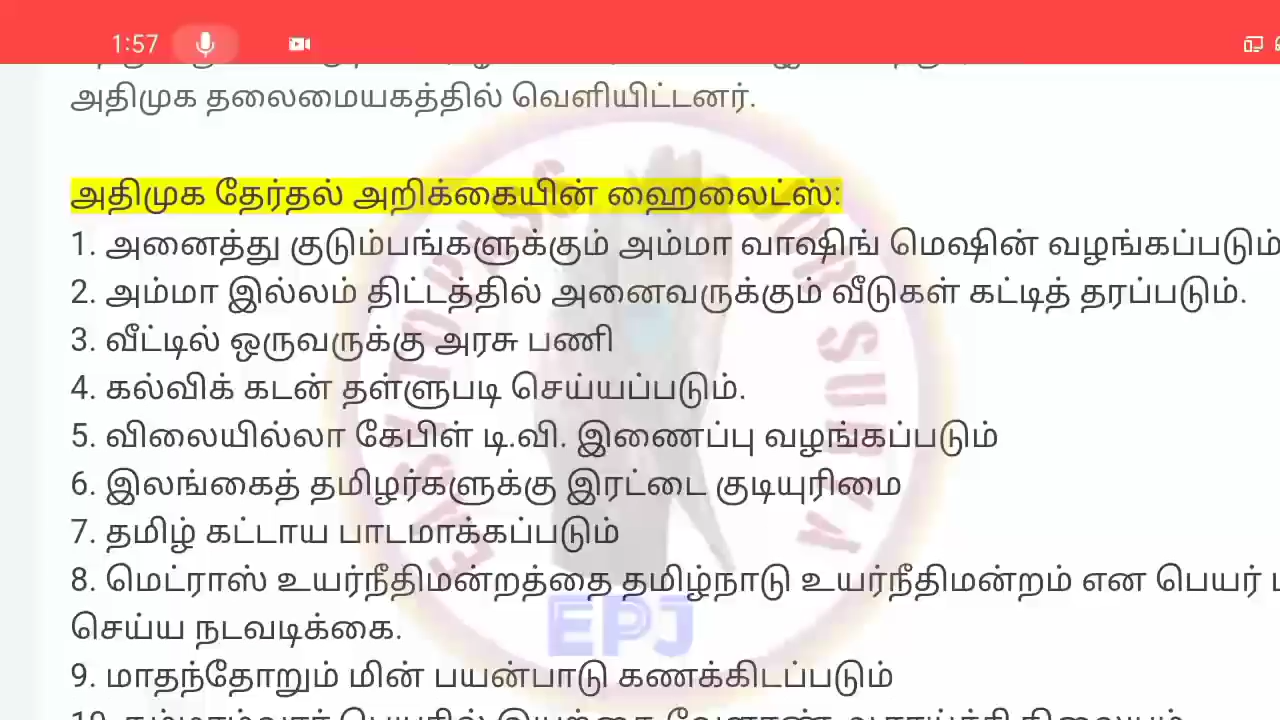 1:57
அதிமுக தலைமையகத்தில் வெளியிட்டனர்.
அதிமுக தேர்தல் அறிக்கையின் ஹைலைட்ஸ்:
1. அனைத்து குடும்பங்களுக்கும் அம்மா வாஷிங் மெஷின் வழங்கப்படும்
2. அம்மா இல்லம் திட்டத்தில் அனைவருக்கும் வீடுகள் கட்டித் தரப்படும்.
3. வீட்டில் ஒருவருக்கு அரசு பணி
4. கல்விக் கடன் தள்ளுபடி செய்யப்படும்.
5. விலையில்லா கேபிள் டி.வி. இணைப்பு வழங்கப்படும்
6. இலங்கைத் தமிழர்களுக்கு இரட்டை குடியுரிமை
7. தமிழ் கட்டாய பாடமாக்கப்படும்
8. மெட்ராஸ் உயர்நீதிமன்றத்தை தமிழ்நாடு உயர்நீதிமன்றம் என பெயர்
செய்ய நடவடிக்கை.
9. மாதந்தோறும் மின் பயன்பாடு கணக்கிடப்படும்
EPJ